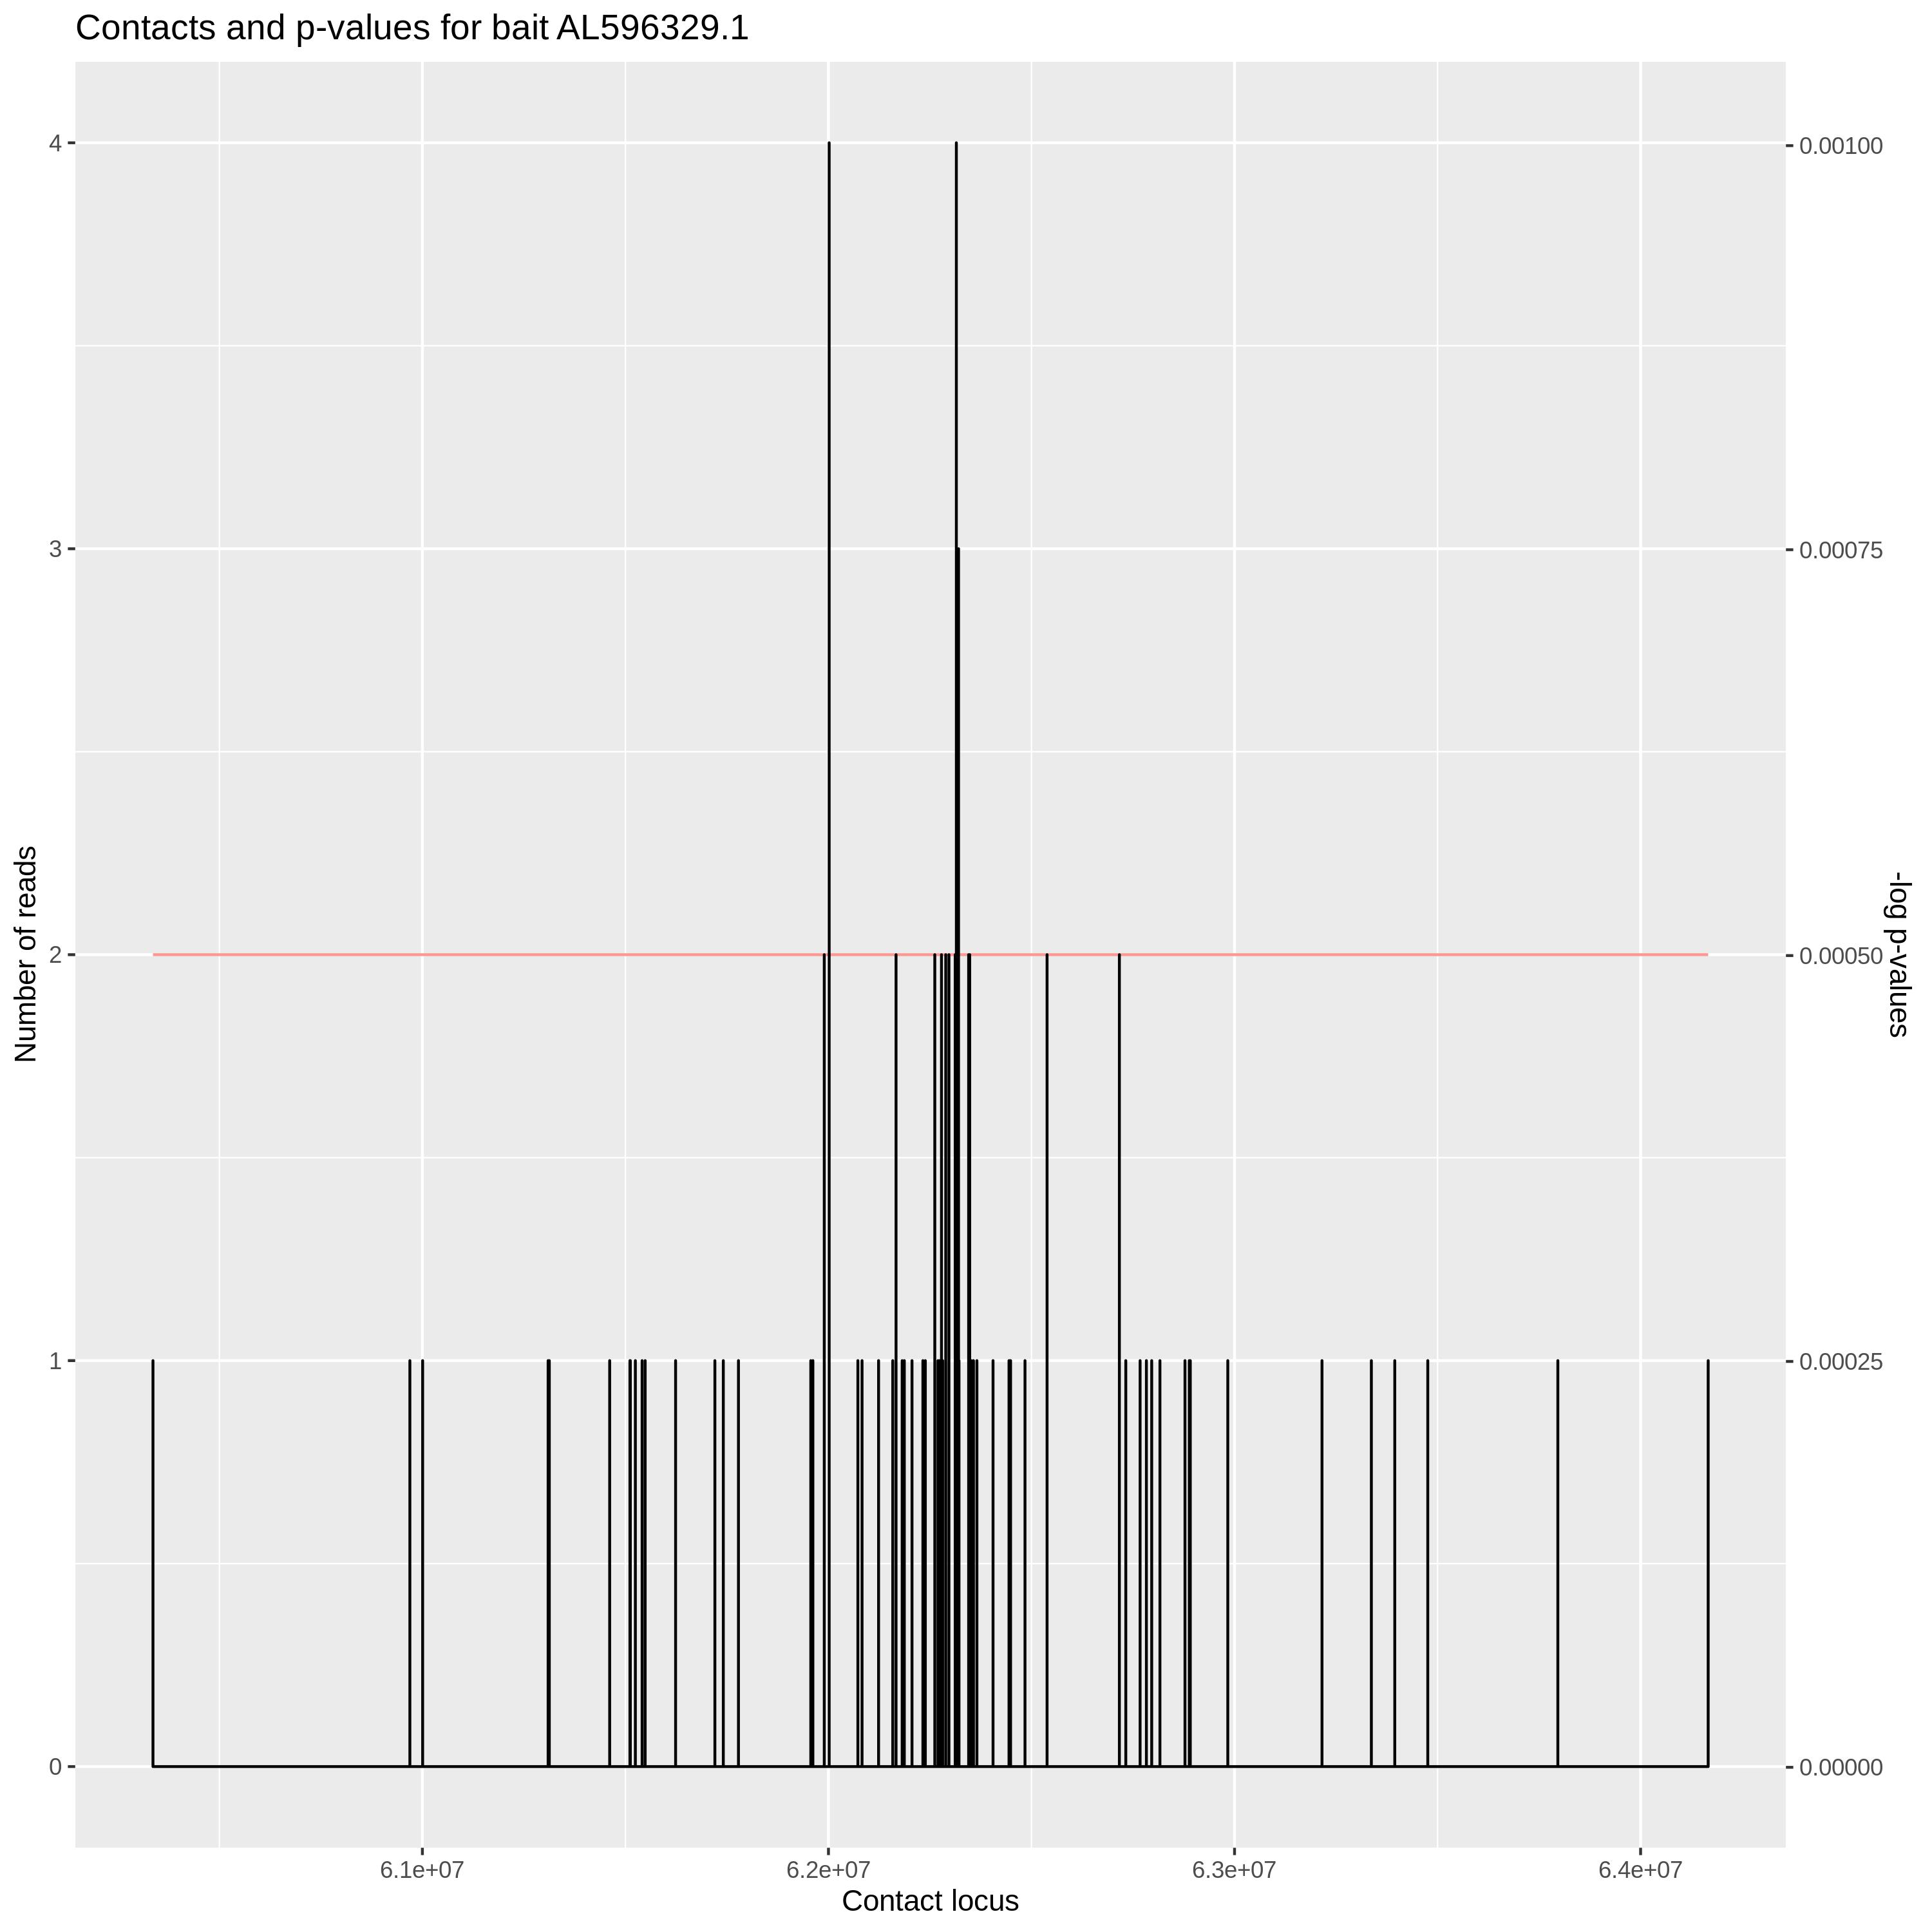 Contacts and p-values for bait AL596329.1
Number of reads
4
3
2
1
0
0.00100
0.00075
0.00050
0.00025
0.00000
-log p-values
6.1e+07
6.2e+07
6.3e+07
6.4e+07
Contact locus